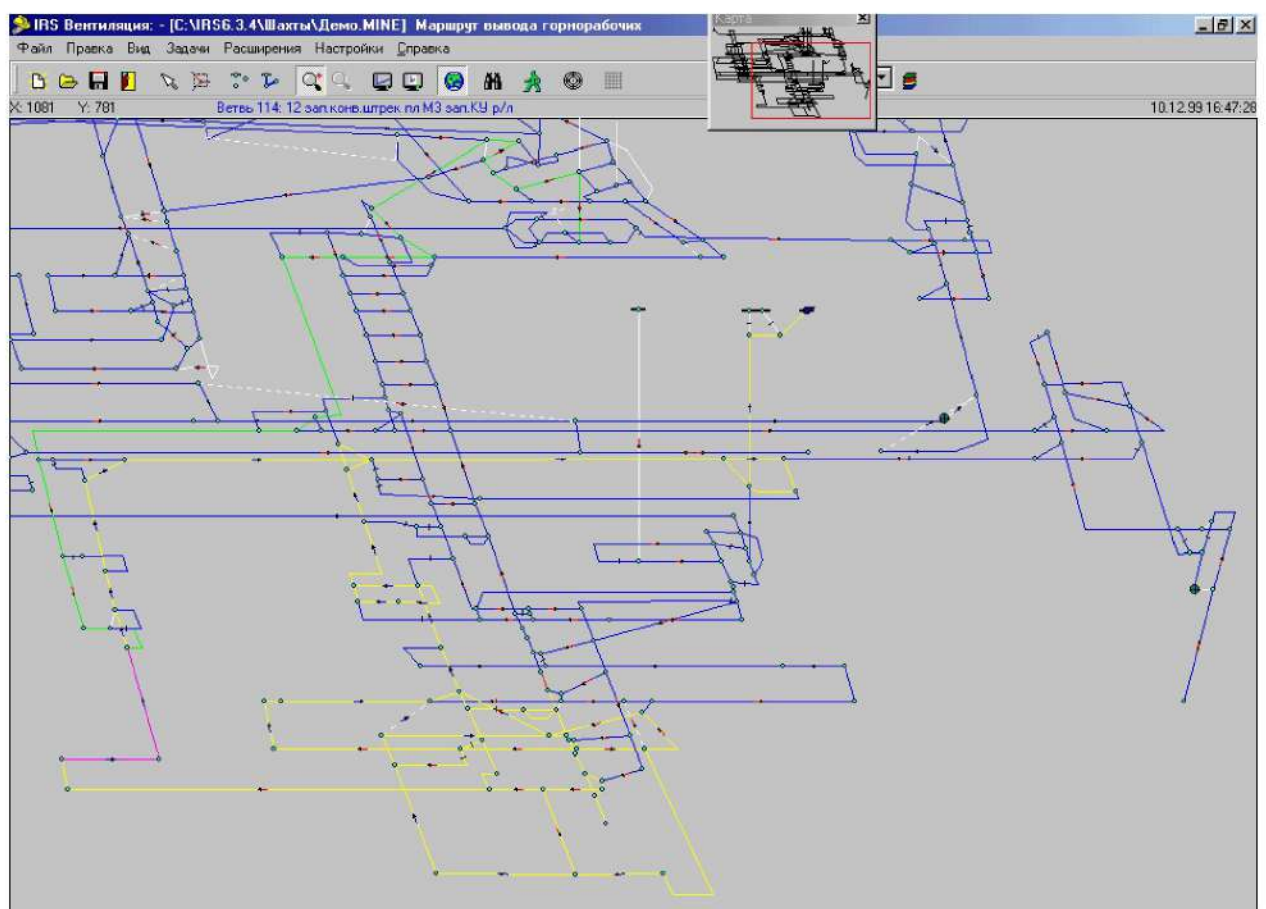 IRS Вентиляция: - [C:\IRS6.3.4\Шахты\Демо.MINE] Маршрут вывода горнорабочих
Карта
Файл Правка Вид Задачи Расширения Настройки Справка
X: 1081 Y: 781 Ветвь 114: 12 зап.конв.штрек пл М3 зап.КУ р/л 10.12.99 16:47:28